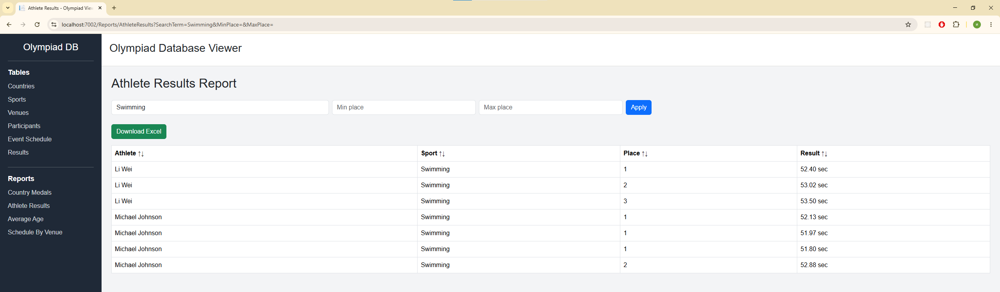 Athlete Results - Olympiad View
localhost:7002/Reports/AthleteResults?SearchTerm=Swimming&MinPlace=&MaxPlace=
И
Olympiad DB
Olympiad Database Viewer
Tables
Countries
Sports
Venues
Participants
Event Schedule
Results
Reports
Country Medals
Athlete Results
Average Age
Schedule By Venue
Athlete Results Report
Swimming Min place Max place Apply
Download Excel
Athlete ↑↓ Sport ↑↓ Place ↑↓ Result ↑↓
Li Wei Swimming 1 52.40 sec
Li Wei Swimming 2 53.02 sec
Li Wei Swimming 3 53.50 sec
Michael Johnson Swimming 1 52.13 sec
Michael Johnson Swimming 1 51.97 sec
Michael Johnson Swimming 1 51.80 sec
Michael Johnson Swimming 2 52.88 sec